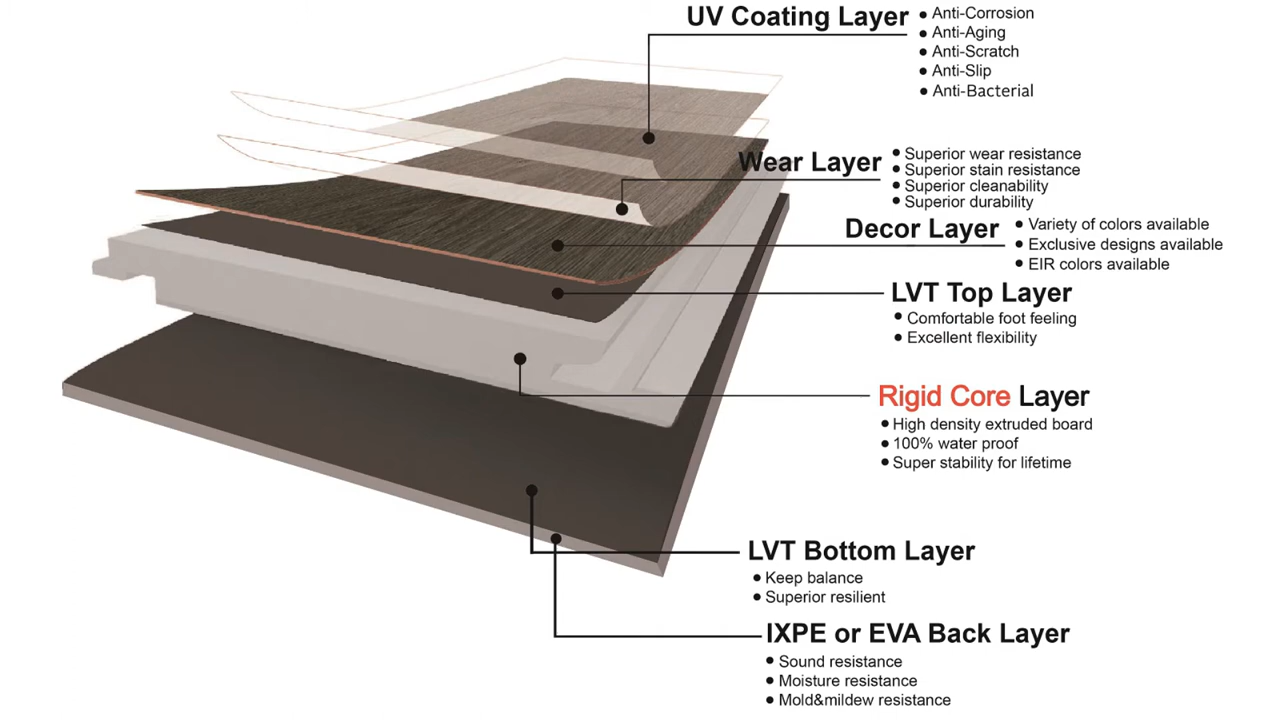 UV Coating Layer
Anti-Corrosion
Anti-Aging
Anti-Scratch
Anti-Slip
Anti-Bacterial
Wear Layer
Superior wear resistance
Superior stain resistance
Superior cleanability
Superior durability
Decor Layer
Variety of colors available
Exclusive designs available
EIR colors available
LVT Top Layer
Comfortable foot feeling
Excellent flexibility
Rigid Core Layer
High density extruded board
100% water proof
Super stability for lifetime
LVT Bottom Layer
Keep balance
Superior resilient
IXPE or EVA Back Layer
Sound resistance
Moisture resistance
Mold&mildew resistance